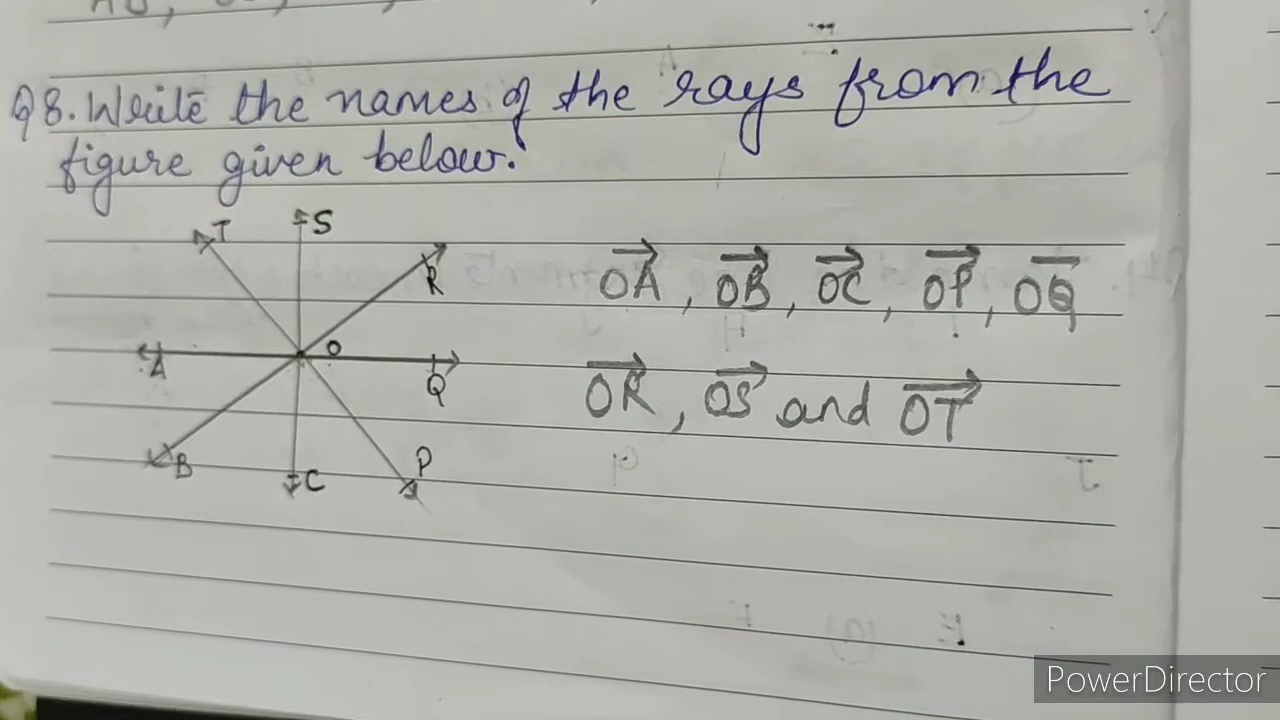 Q8. Write the names of the rays from the
figure given below.
T
S
R
A
O
Q
B
C
P
OA, OB, OC, OP, OQ
OR, OS and OT
PowerDirector